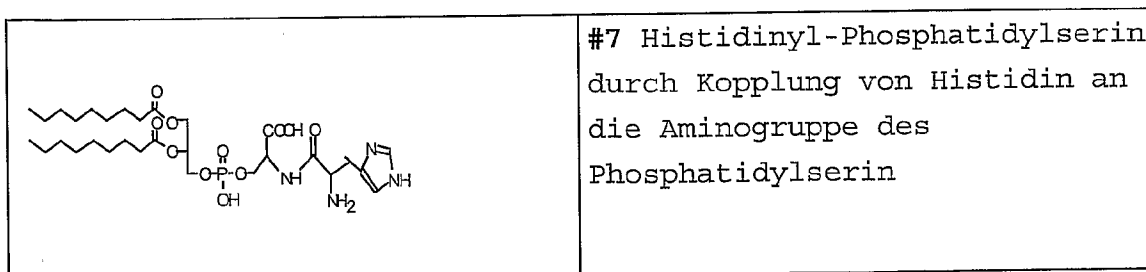 #7 Histidinyl-Phosphatidylserin
durch Kopplung von Histidin an
die Aminogruppe des
Phosphatidylserin
O
O
O
O
O
O-P-O
OH
COOH
O
NH
NH2
N
NH